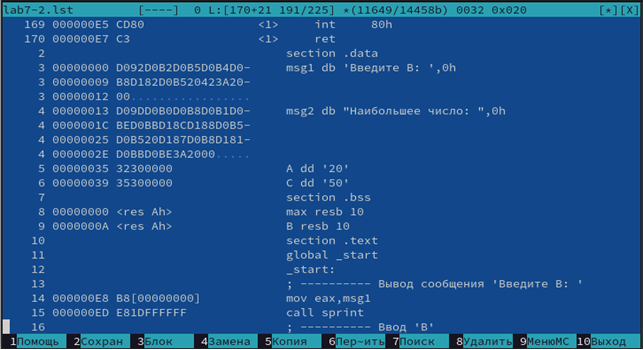 lab7-2.lst [----] 0 L:[170+21 191/225] *(11649/14458b) 0032 0x020 [*][X]
169 000000E5 CD80 <1> int 80h
170 000000E7 C3 <1> ret
2 section .data
3 00000000 D092D0B2D0B5D0B4D0- msg1 db 'Введите В: ',0h
3 00000009 B8D182D0B520423A20-
3 00000012 00..................
4 00000013 D09DD0B0D0B8D0B1D0- msg2 db "Наибольшее число: ",0h
4 0000001C BED0BBD18CD188D0B5-
4 00000025 D0B520D187D0B8D181-
4 0000002E D0BBD0BE3A2000.....
5 00000035 32300000 A dd '20'
6 00000039 35300000 C dd '50'
7 section .bss
8 00000000 <res Ah> max resb 10
9 0000000A <res Ah> B resb 10
10 section .text
11 global _start
12 _start:
13 ; ---------- Вывод сообщения 'Введите В: '
14 000000E8 B8[00000000] mov eax,msg1
15 000000ED E81DFFFFFF call sprint
16 ; ---------- Ввод 'В'
1Помощь 2Сохран 3Блок 4Замена 5Копия 6Пер~ить 7Поиск 8Удалить 9МенюМС 10Выход